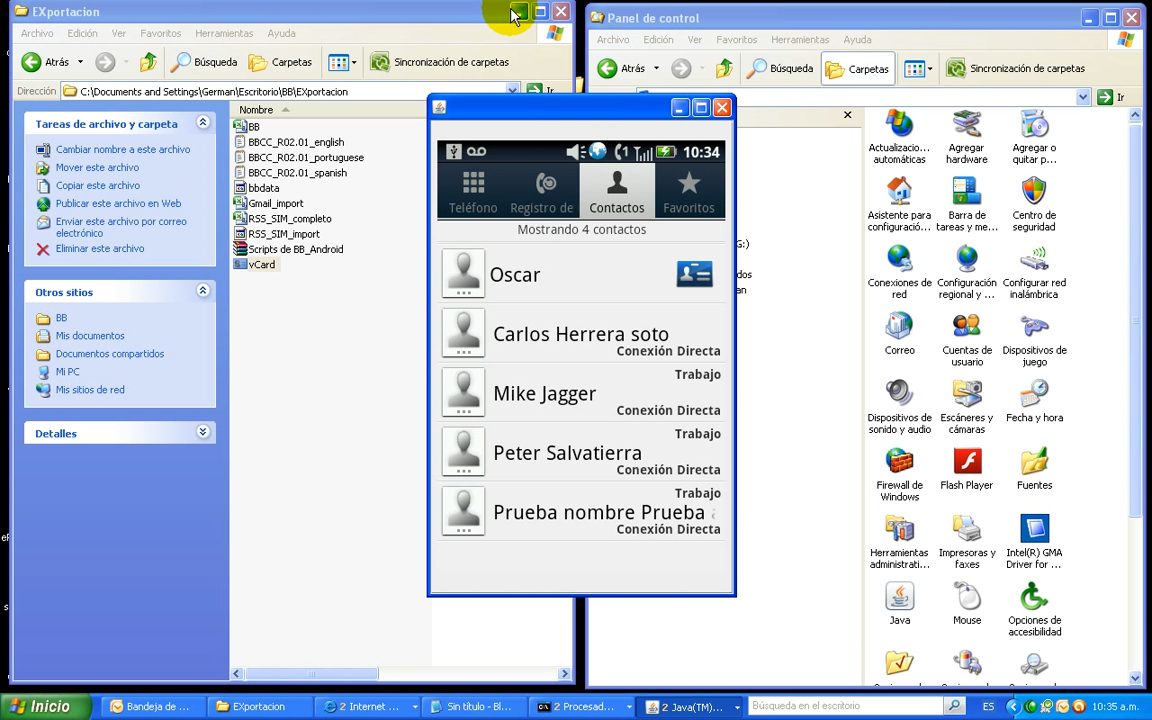 EXportacion
Archivo Edición Ver Favoritos Herramientas Ayuda
Atrás Búsqueda Carpetas Sincronización de carpetas
Dirección C:\Documents and Settings\German\Escritorio\BB\EXportacion Ir
Tareas de archivo y carpeta
Cambiar nombre a este archivo
Mover este archivo
Copiar este archivo
Publicar este archivo en Web
Enviar este archivo por correo
electrónico
Eliminar este archivo
Otros sitios
BB
Mis documentos
Documentos compartidos
Mi PC
Mis sitios de red
Detalles
Nombre
BB
BBCC_R02.01_english
BBCC_R02.01_portuguese
BBCC_R02.01_spanish
bbdata
Gmail_import
RSS_SIM_completo
RSS_SIM_import
Scripts de BB_Android
vCard
10:34
Teléfono Registro de Contactos Favoritos
Mostrando 4 contactos
Oscar
Carlos Herrera soto
Conexión Directa
Trabajo
Mike Jagger
Conexión Directa
Trabajo
Peter Salvatierra
Conexión Directa
Trabajo
Prueba nombre Prueba a
Conexión Directa
Panel de control
Archivo Edición Ver Favoritos Herramientas Ayuda
Atrás Búsqueda Carpetas Sincronización de carpetas
Ir
G:)
dos
an
Actualizacio...
automáticas
Agregar
hardware
Agregar o
quitar p...
Asistente para
configuració...
Barra de
tareas y me...
Centro de
seguridad
Conexiones de
red
Configuración
regional y ...
Configurar red
inalámbrica
Correo
Cuentas de
usuario
Dispositivos de
juego
Dispositivos de
sonido y audio
Escáneres y
cámaras
Fecha y hora
Firewall de
Windows
Flash Player
Fuentes
Herramientas
administrati...
Impresoras y
faxes
Intel(R) GMA
Driver for ...
Java
Mouse
Opciones de
accesibilidad
Inicio
Bandeja de ...
EXportacion
2 Internet ...
Sin título - Bl...
2 Procesad...
2 Java(TM)...
Búsqueda en el escritorio
ES
10:35 a.m.